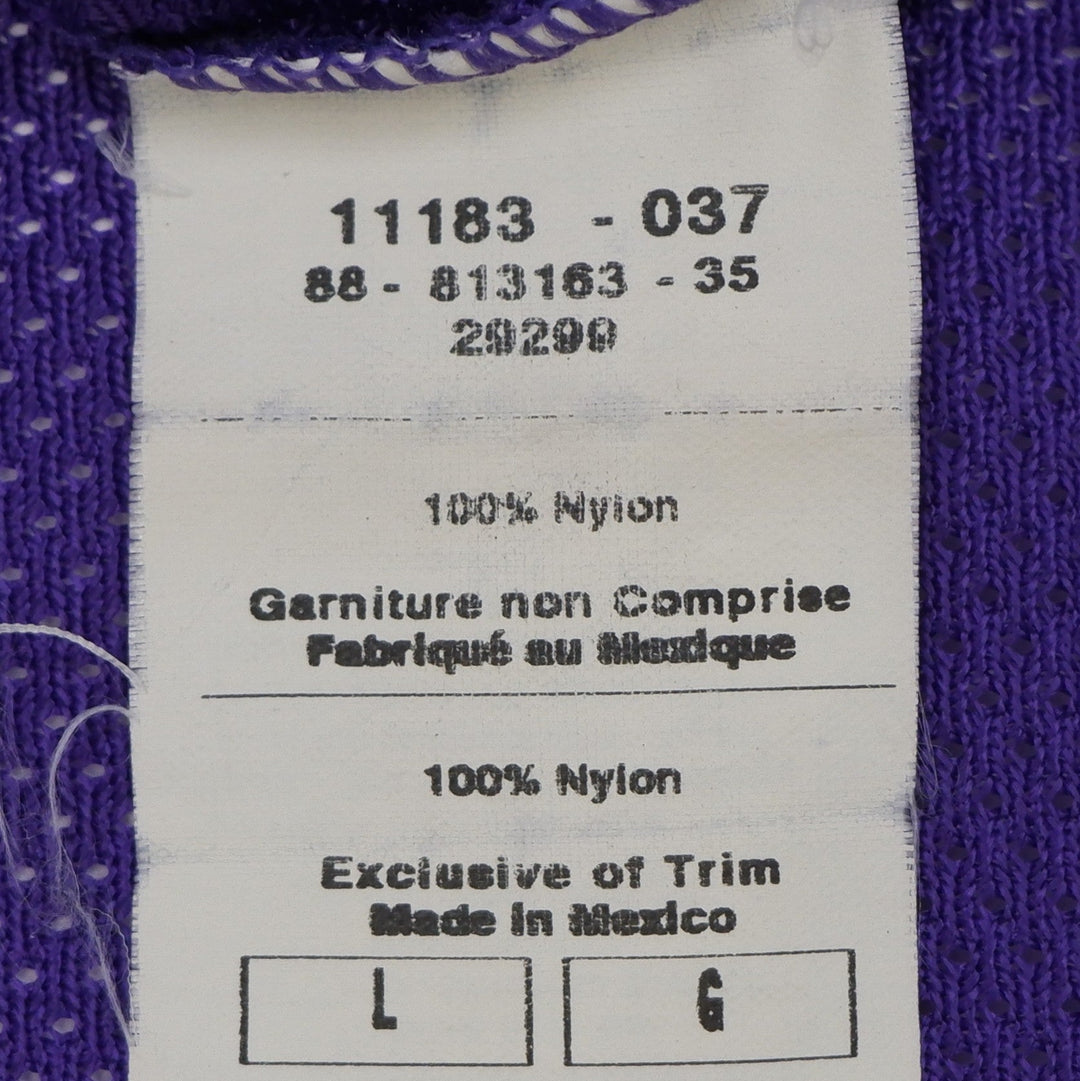 11183 - 037
88 - 813163 - 35
20200
100% Nylon
Garniture non Comprise
Fabriqué au Mexique
100% Nylon
Exclusive of Trim
Made in Mexico
L G